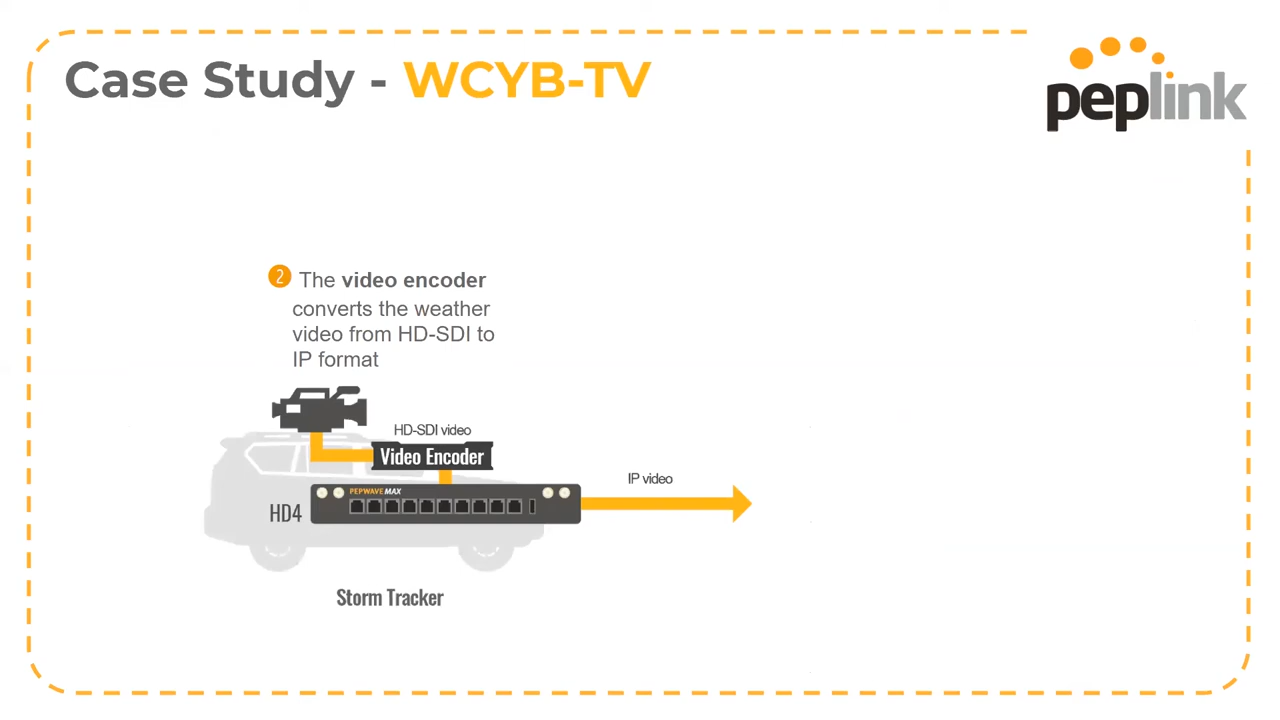 Case Study - WCYB-TV
peplink
2 The video encoder
converts the weather
video from HD-SDI to
IP format
HD-SDI video
Video Encoder
IP video
PEPWAVE MAX
HD4
Storm Tracker